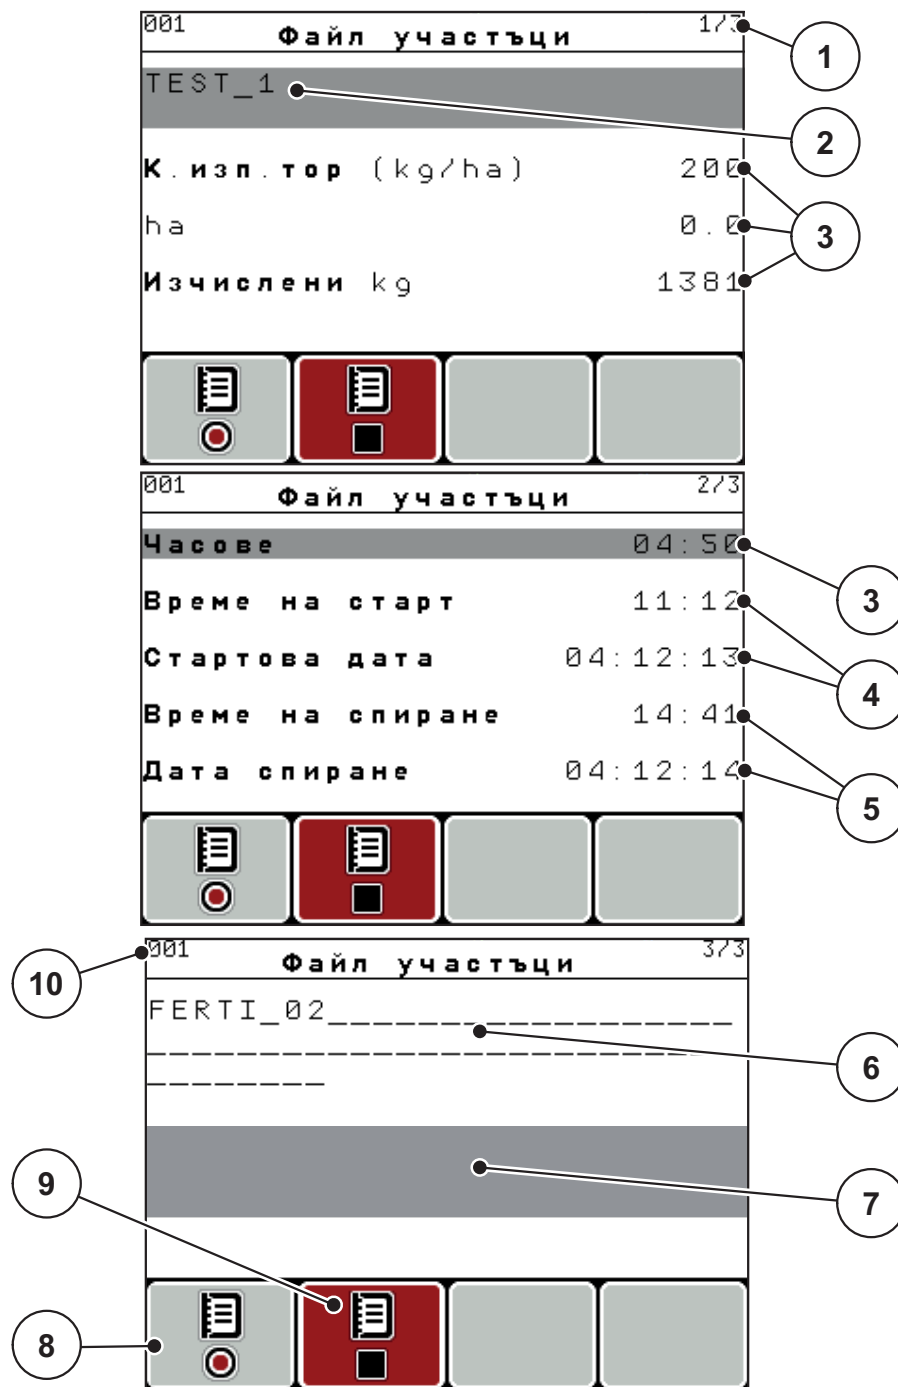 001 Файл участъци 1/3
1
TEST_1
2
К.изп.тор (kg/ha) 200
ha 0.0
3
Изчислени kg 1381
001 Файл участъци 2/3
Часове 04:50
3
Време на старт 11:12
Стартова дата 04:12:13
4
Време на спиране 14:41
Дата спиране 04:12:14
5
001 Файл участъци 3/3
10
FERTI_02
6
9
7
8